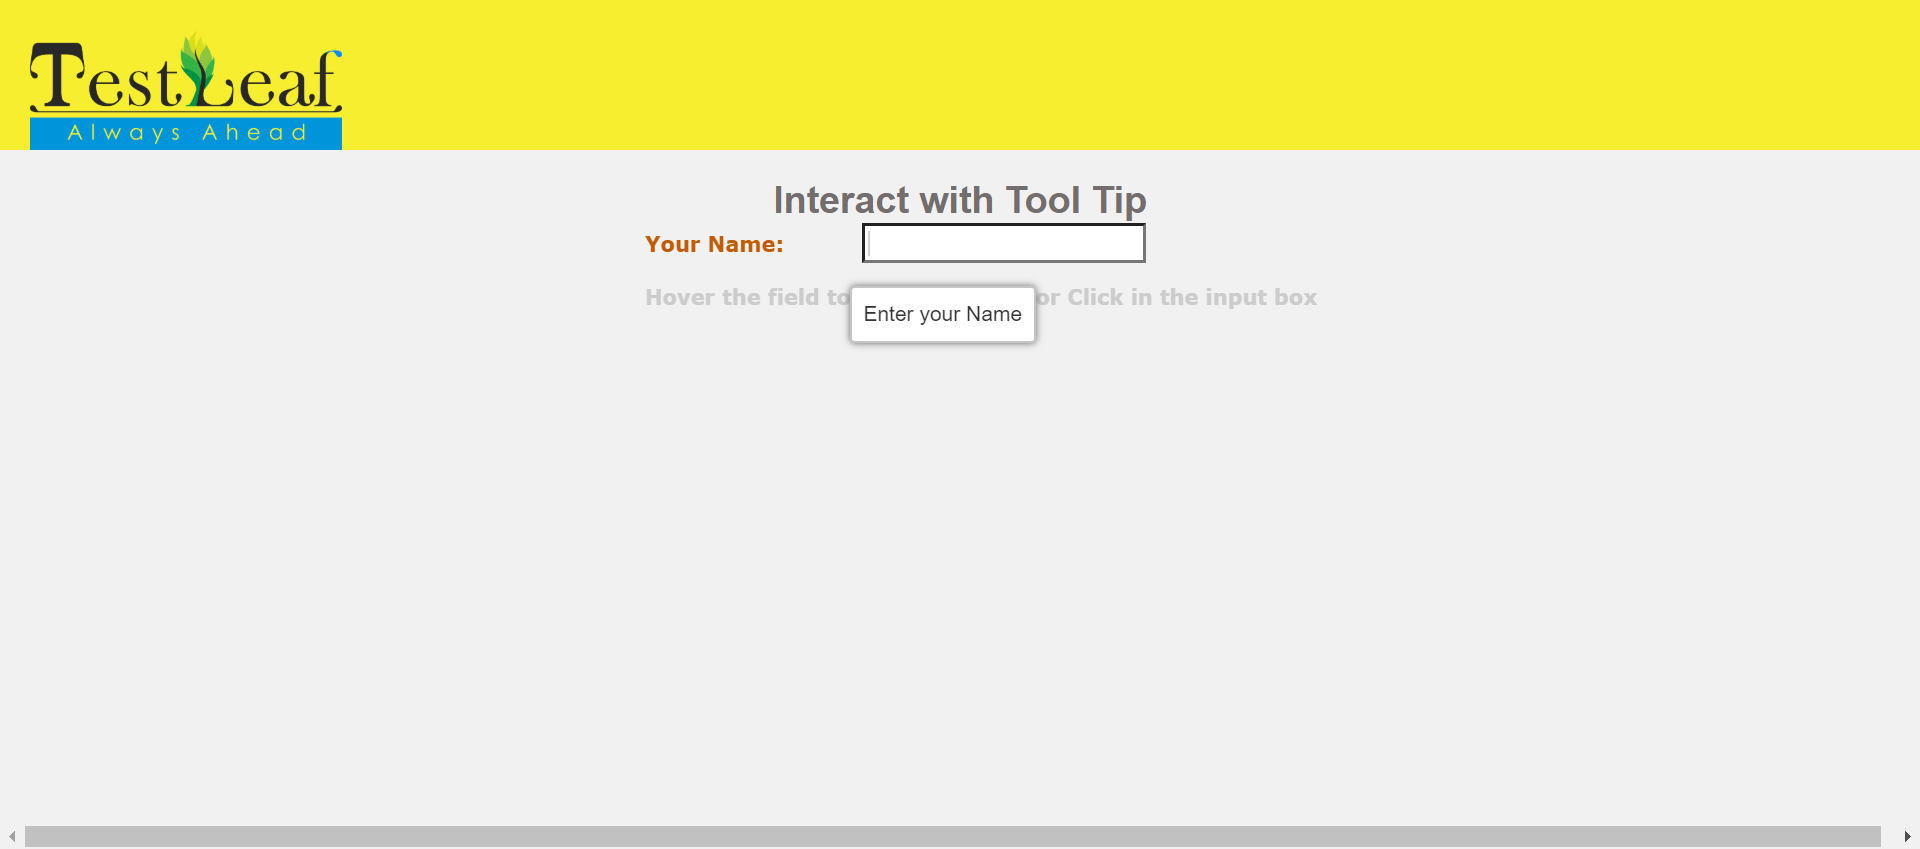 TestLeaf
Always Ahead
Interact with Tool Tip
Your Name:
Hover the field to or Click in the input box
Enter your Name